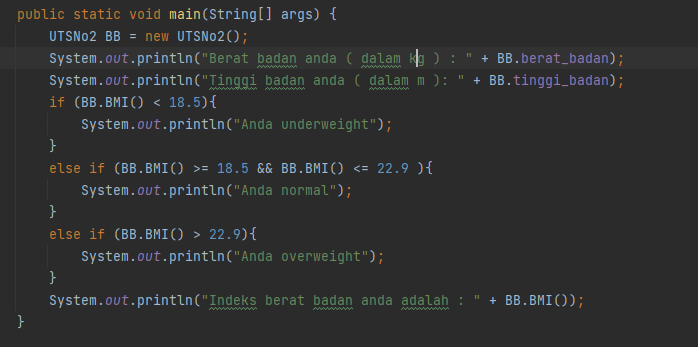 public static void main(String[] args) {
    UTSNo2 BB = new UTSNo2();
    System.out.println("Berat badan anda ( dalam kg ) : " + BB.berat_badan);
    System.out.println("Tinggi badan anda ( dalam m ): " + BB.tinggi_badan);
    if (BB.BMI() < 18.5){
        System.out.println("Anda underweight");
    }
    else if (BB.BMI() >= 18.5 && BB.BMI() <= 22.9 ){
        System.out.println("Anda normal");
    }
    else if (BB.BMI() > 22.9){
        System.out.println("Anda overweight");
    }
    System.out.println("Indeks berat badan anda adalah : " + BB.BMI());
}